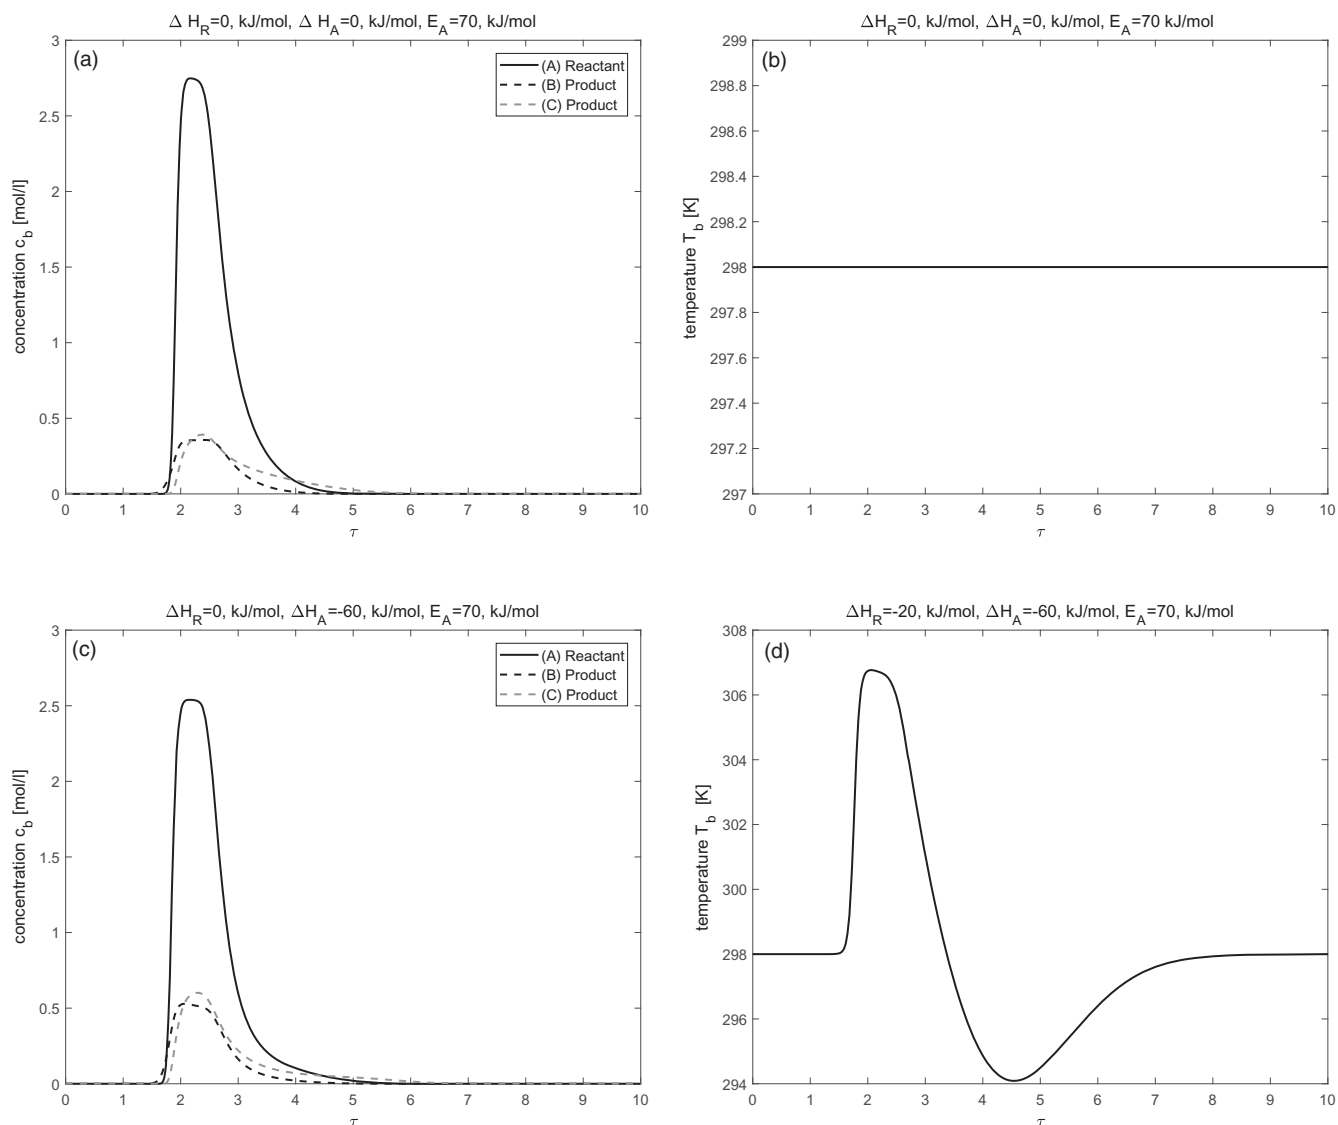 Δ H_R=0, kJ/mol, Δ H_A=0, kJ/mol, E_A=70, kJ/mol
(a)
(A) Reactant
(B) Product
(C) Product
concentration c_b [mol/l]
3
2.5
2
1.5
1
0.5
0
0 1 2 3 4 5 6 7 8 9 10
τ
ΔH_R=0, kJ/mol, ΔH_A=0, kJ/mol, E_A=70 kJ/mol
(b)
temperature T_b [K]
299
298.8
298.6
298.4
298.2
298
297.8
297.6
297.4
297.2
297
0 1 2 3 4 5 6 7 8 9 10
τ
ΔH_R=0, kJ/mol, ΔH_A=-60, kJ/mol, E_A=70, kJ/mol
(c)
(A) Reactant
(B) Product
(C) Product
concentration c_b [mol/l]
3
2.5
2
1.5
1
0.5
0
0 1 2 3 4 5 6 7 8 9 10
τ
ΔH_R=-20, kJ/mol, ΔH_A=-60, kJ/mol, E_A=70, kJ/mol
(d)
temperature T_b [K]
308
306
304
302
300
298
296
294
0 1 2 3 4 5 6 7 8 9 10
τ